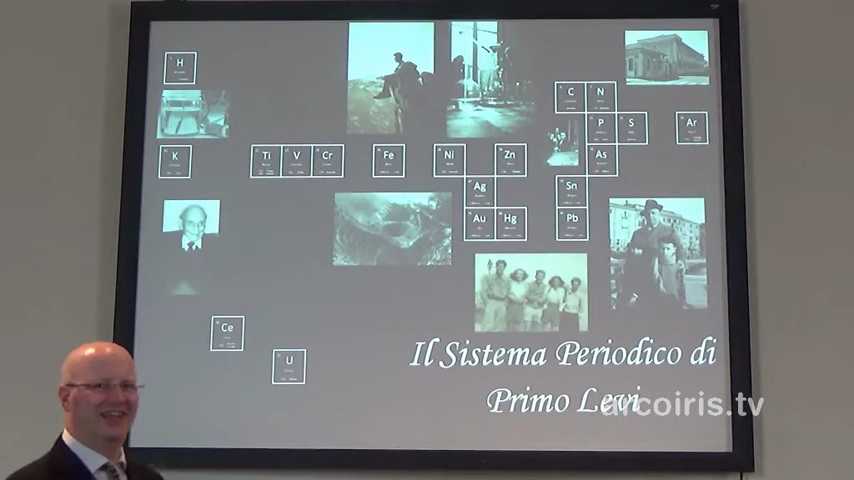 H
C N
P S Ar
K Ti V Cr Fe Ni Zn As
Ag Sn
Au Hg Pb
Ce
U
Il Sistema Periodico di
Primo Levi
arcoiris.tv